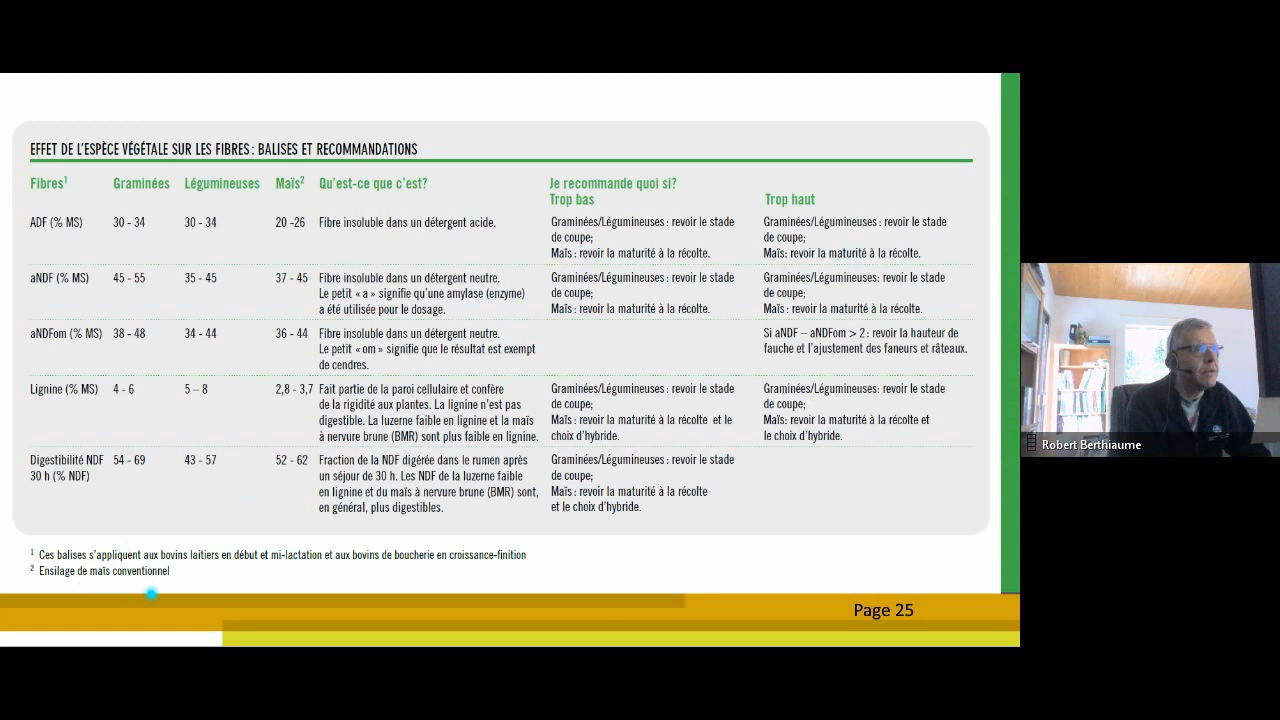 EFFET DE L'ESPÈCE VÉGÉTALE SUR LES FIBRES : BALISES ET RECOMMANDATIONS
Fibres¹ Graminées Légumineuses Maïs² Qu'est-ce que c'est? Je recommande quoi si?
Trop bas Trop haut
ADF (% MS) 30 - 34 30 - 34 20 -26 Fibre insoluble dans un détergent acide. Graminées/Légumineuses : revoir le stade Graminées/Légumineuses : revoir le stade
de coupe; de coupe;
Maïs : revoir la maturité à la récolte. Maïs: revoir la maturité à la récolte.
aNDF (% MS) 45 - 55 35 - 45 37 - 45 Fibre insoluble dans un détergent neutre. Graminées/Légumineuses : revoir le stade Graminées/Légumineuses: revoir le stade
Le petit « a » signifie qu'une amylase (enzyme) de coupe; de coupe;
a été utilisée pour le dosage. Maïs : revoir la maturité à la récolte. Maïs : revoir la maturité à la récolte.
aNDFom (% MS) 38 - 48 34 - 44 36 - 44 Fibre insoluble dans un détergent neutre. Si aNDF – aNDFom > 2 : revoir la hauteur de
Le petit « om » signifie que le résultat est exempt fauche et l'ajustement des faneurs et râteaux.
de cendres.
Lignine (% MS) 4 - 6 5 – 8 2,8 - 3,7 Fait partie de la paroi cellulaire et confère Graminées/Légumineuses : revoir le stade Graminées/Légumineuses: revoir le stade
de la rigidité aux plantes. La lignine n'est pas de coupe; de coupe;
digestible. La luzerne faible en lignine et la maïs Maïs : revoir la maturité à la récolte et le Maïs: revoir la maturité à la récolte et
à nervure brune (BMR) sont plus faible en lignine. choix d'hybride. le choix d'hybride.
Digestibilité NDF 54 - 69 43 - 57 52 - 62 Fraction de la NDF digérée dans le rumen après Graminées/Légumineuses : revoir le stade
30 h (% NDF) un séjour de 30 h. Les NDF de la luzerne faible de coupe;
en lignine et du maïs à nervure brune (BMR) sont, Maïs : revoir la maturité à la récolte
en général, plus digestibles. et le choix d'hybride.
¹ Ces balises s'appliquent aux bovins laitiers en début et mi-lactation et aux bovins de boucherie en croissance-finition
² Ensilage de maïs conventionnel
Page 25
Robert Berthiaume